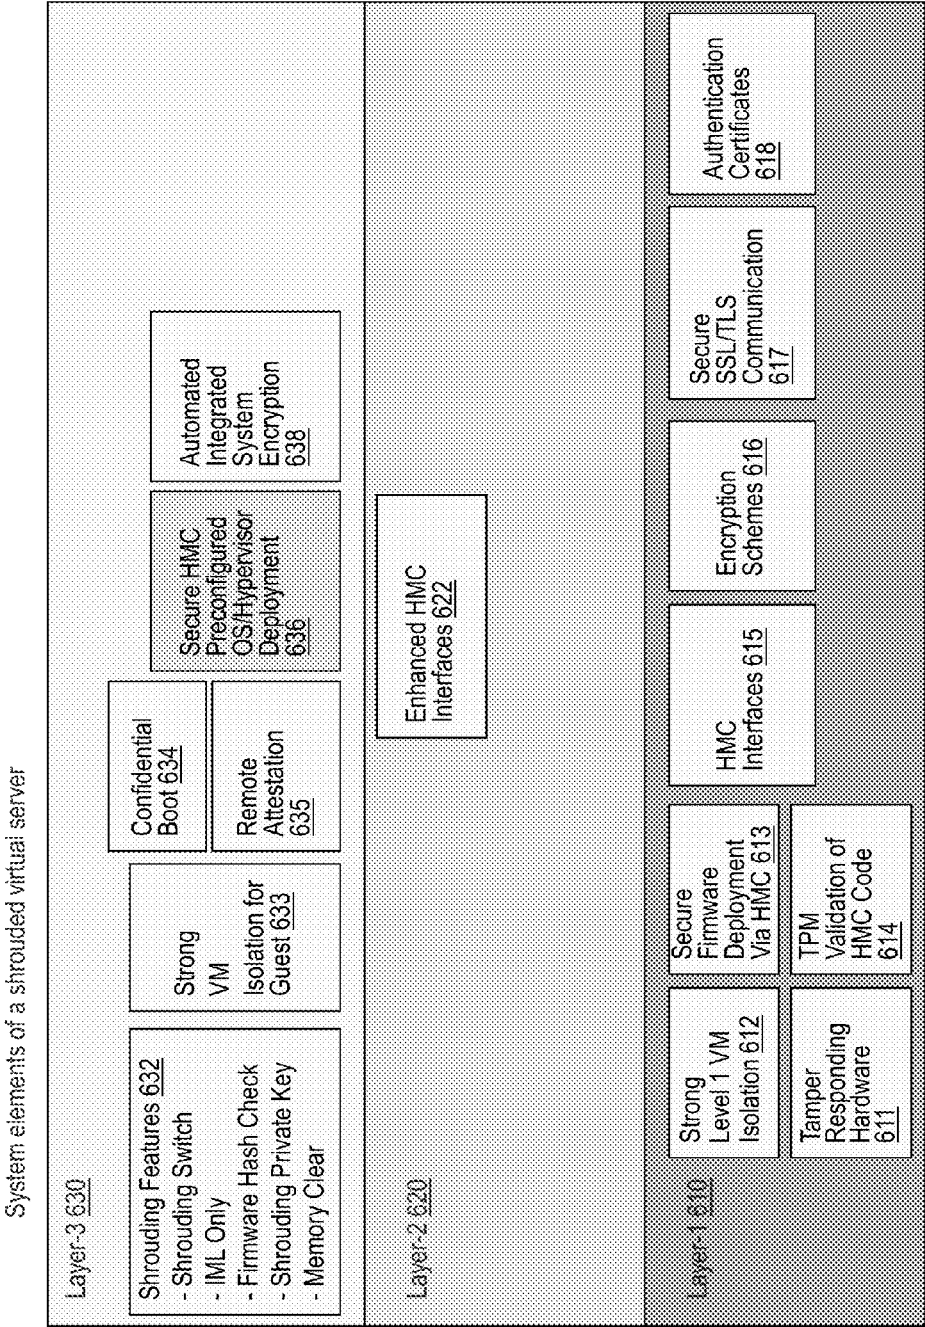 System elements of a shrouded virtual server
Layer-3 630
Shrouding Features 632
- Shrouding Switch
- IML Only
- Firmware Hash Check
- Shrouding Private Key
- Memory Clear
Strong
VM
Isolation for
Guest 633
Confidential
Boot 634
Remote
Attestation
635
Secure HMC
Preconfigured
OS/Hypervisor
Deployment
636
Automated
Integrated
System
Encryption
638
Layer-2 620
Enhanced HMC
Interfaces 622
Layer-1 610
Strong
Level 1 VM
Isolation 612
Tamper
Responding
Hardware
611
Secure
Firmware
Deployment
Via HMC 613
TPM
Validation of
HMC Code
614
HMC
Interfaces 615
Encryption
Schemes 616
Secure
SSL/TLS
Communication
617
Authentication
Certificates
618